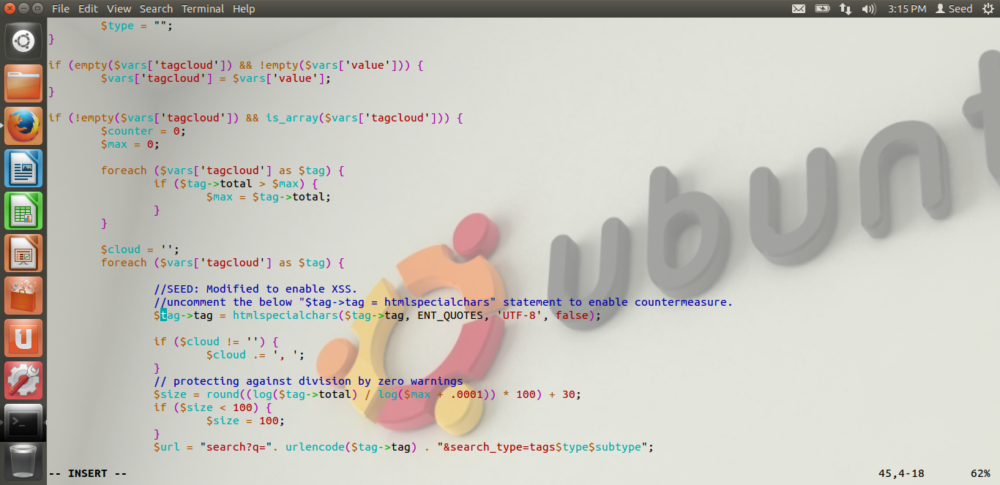 File Edit View Search Terminal Help 3:15 PM Seed
$type = "";
}
if (empty($vars['tagcloud']) && !empty($vars['value'])) {
$vars['tagcloud'] = $vars['value'];
}
if (!empty($vars['tagcloud']) && is_array($vars['tagcloud'])) {
$counter = 0;
$max = 0;
foreach ($vars['tagcloud'] as $tag) {
if ($tag->total > $max) {
$max = $tag->total;
}
}
$cloud = '';
foreach ($vars['tagcloud'] as $tag) {
//SEED: Modified to enable XSS.
//uncomment the below "$tag->tag = htmlspecialchars" statement to enable countermeasure.
$tag->tag = htmlspecialchars($tag->tag, ENT_QUOTES, 'UTF-8', false);
if ($cloud != '') {
$cloud .= ', ';
}
// protecting against division by zero warnings
$size = round((log($tag->total) / log($max + .0001)) * 100) + 30;
if ($size < 100) {
$size = 100;
}
$url = "search?q=". urlencode($tag->tag) . "&search_type=tags$type$subtype";
-- INSERT -- 45,4-18 62%
ubunt